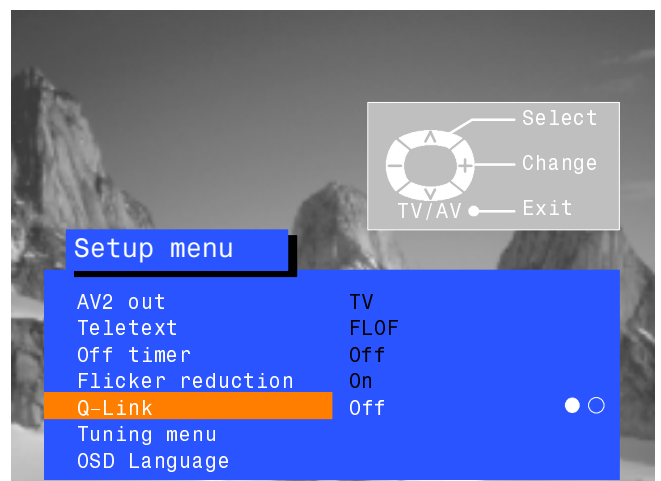 Select
Change
TV/AV Exit
Setup menu
AV2 out TV
Teletext FLOF
Off timer Off
Flicker reduction On
Q-Link Off
Tuning menu
OSD Language